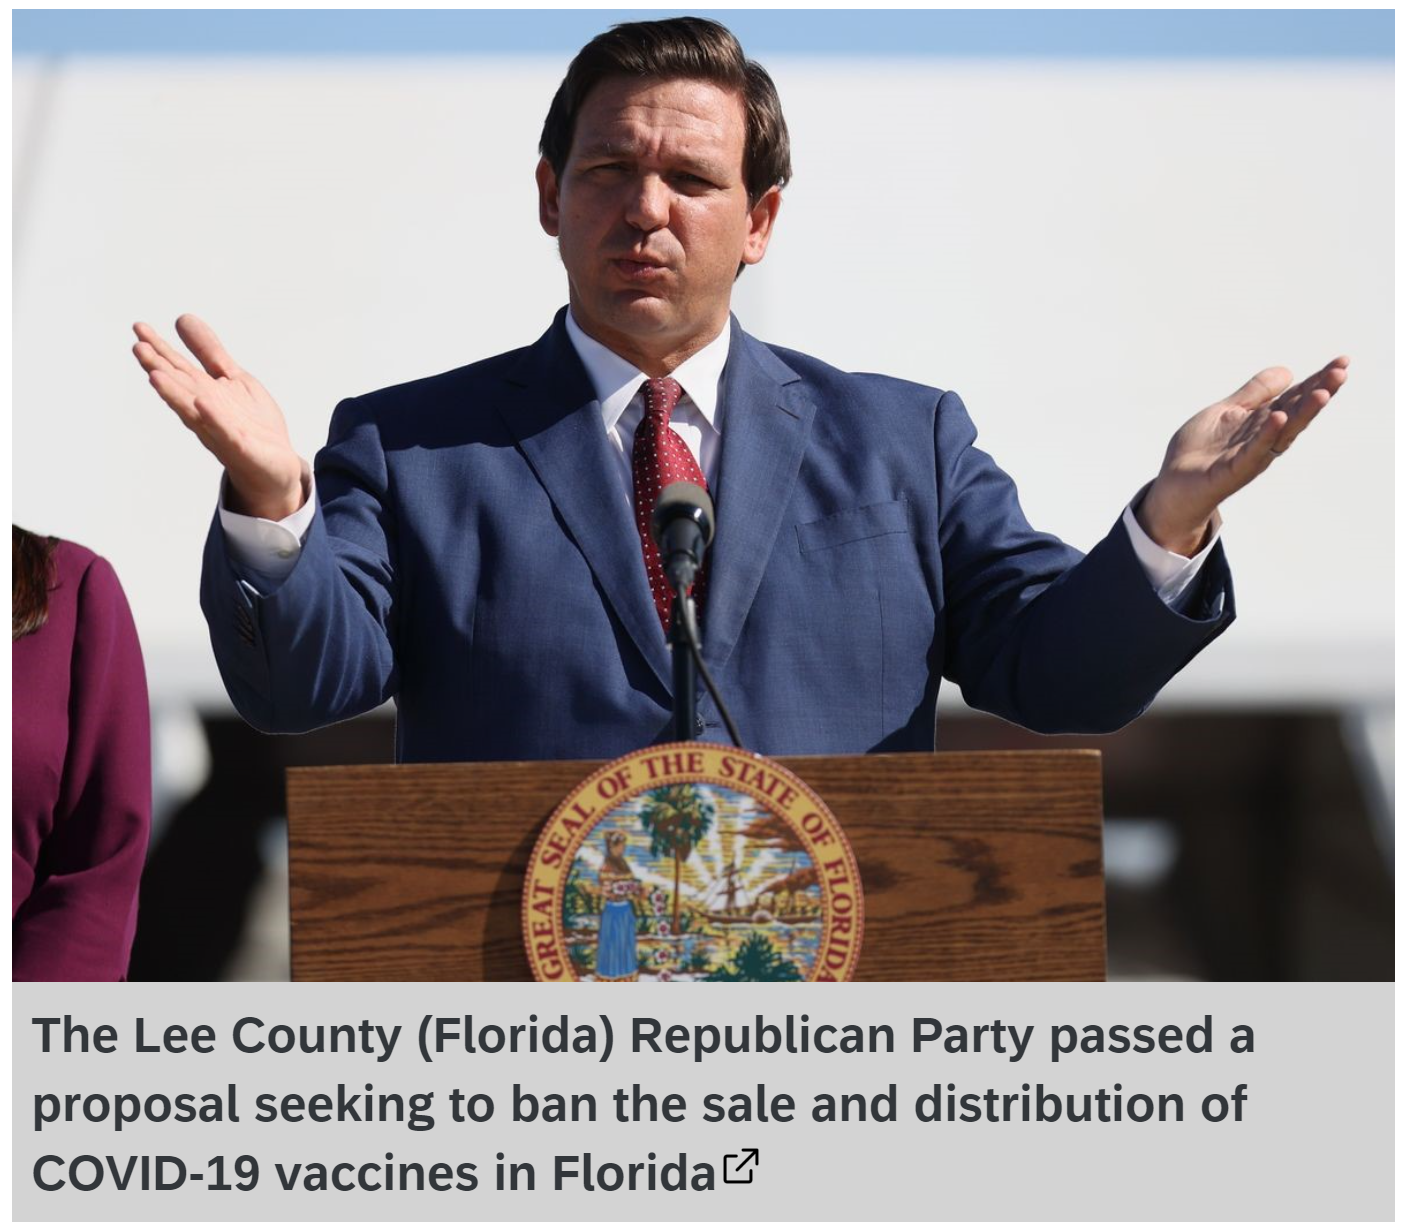 GREAT SEAL OF THE STATE OF FLORIDA
The Lee County (Florida) Republican Party passed a
proposal seeking to ban the sale and distribution of
COVID-19 vaccines in Florida